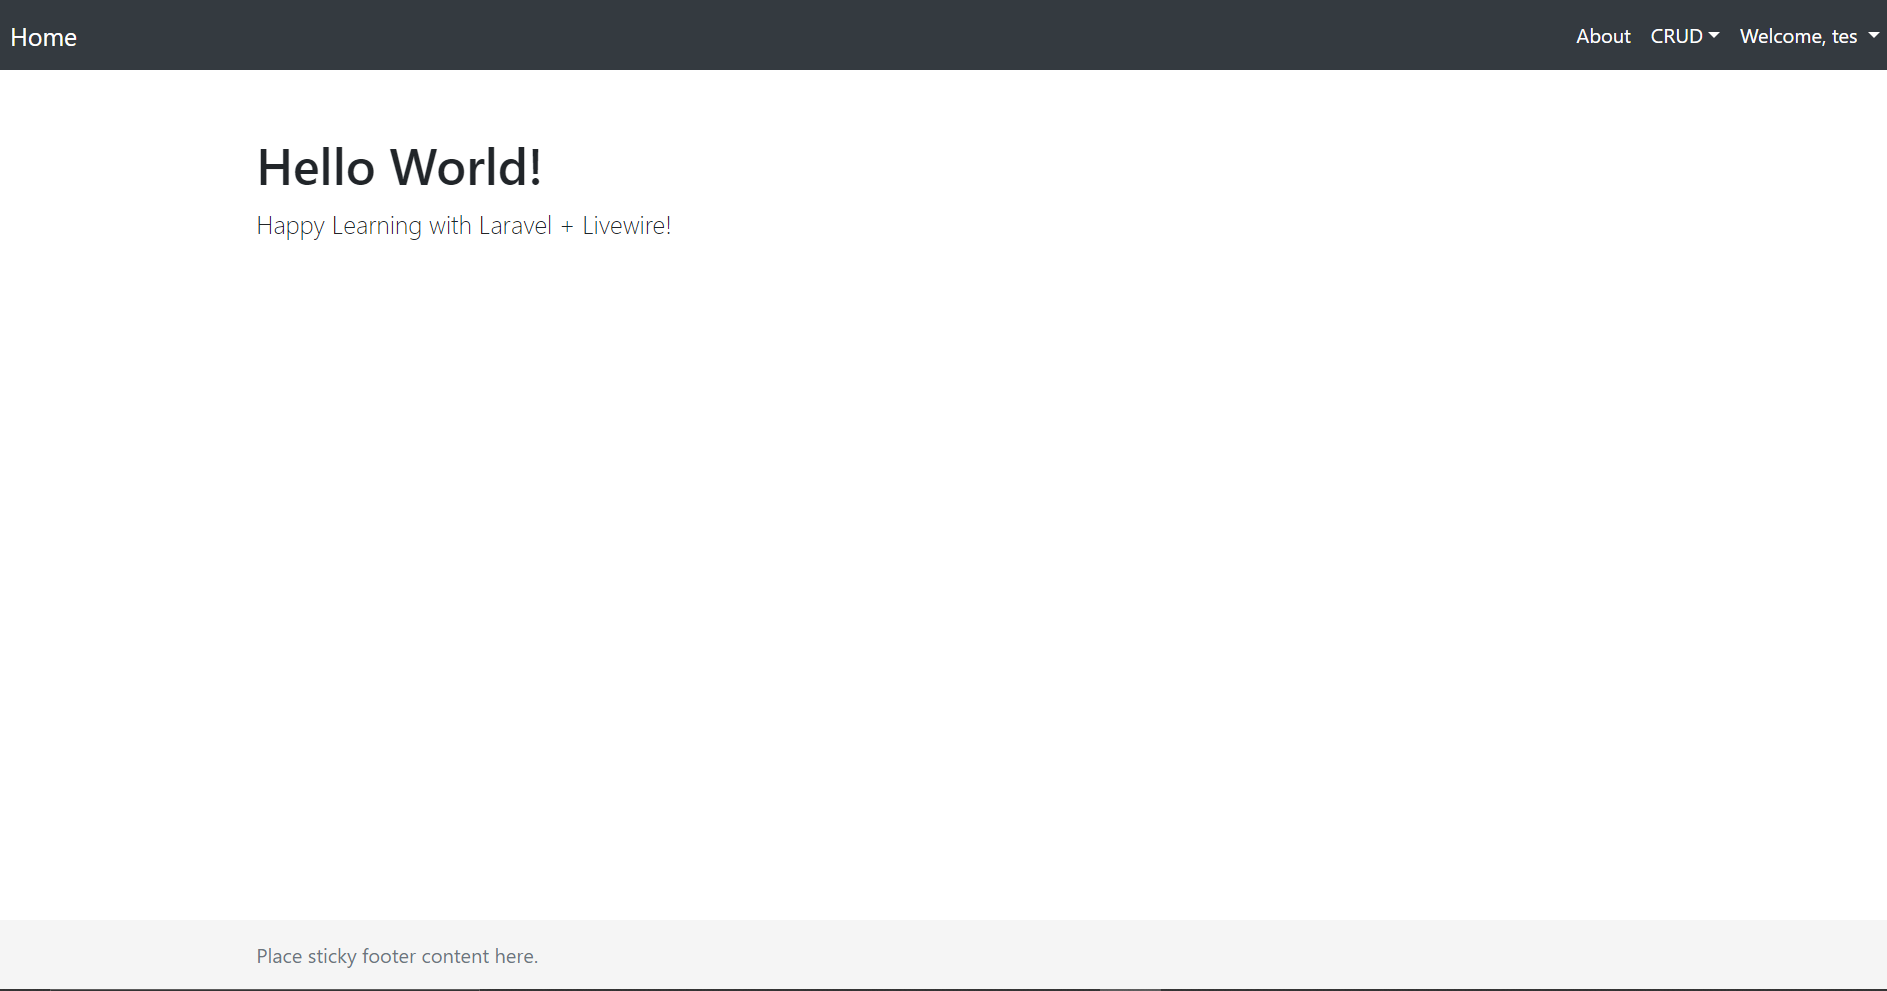 Home
About CRUD Welcome, tes
Hello World!
Happy Learning with Laravel + Livewire!
Place sticky footer content here.